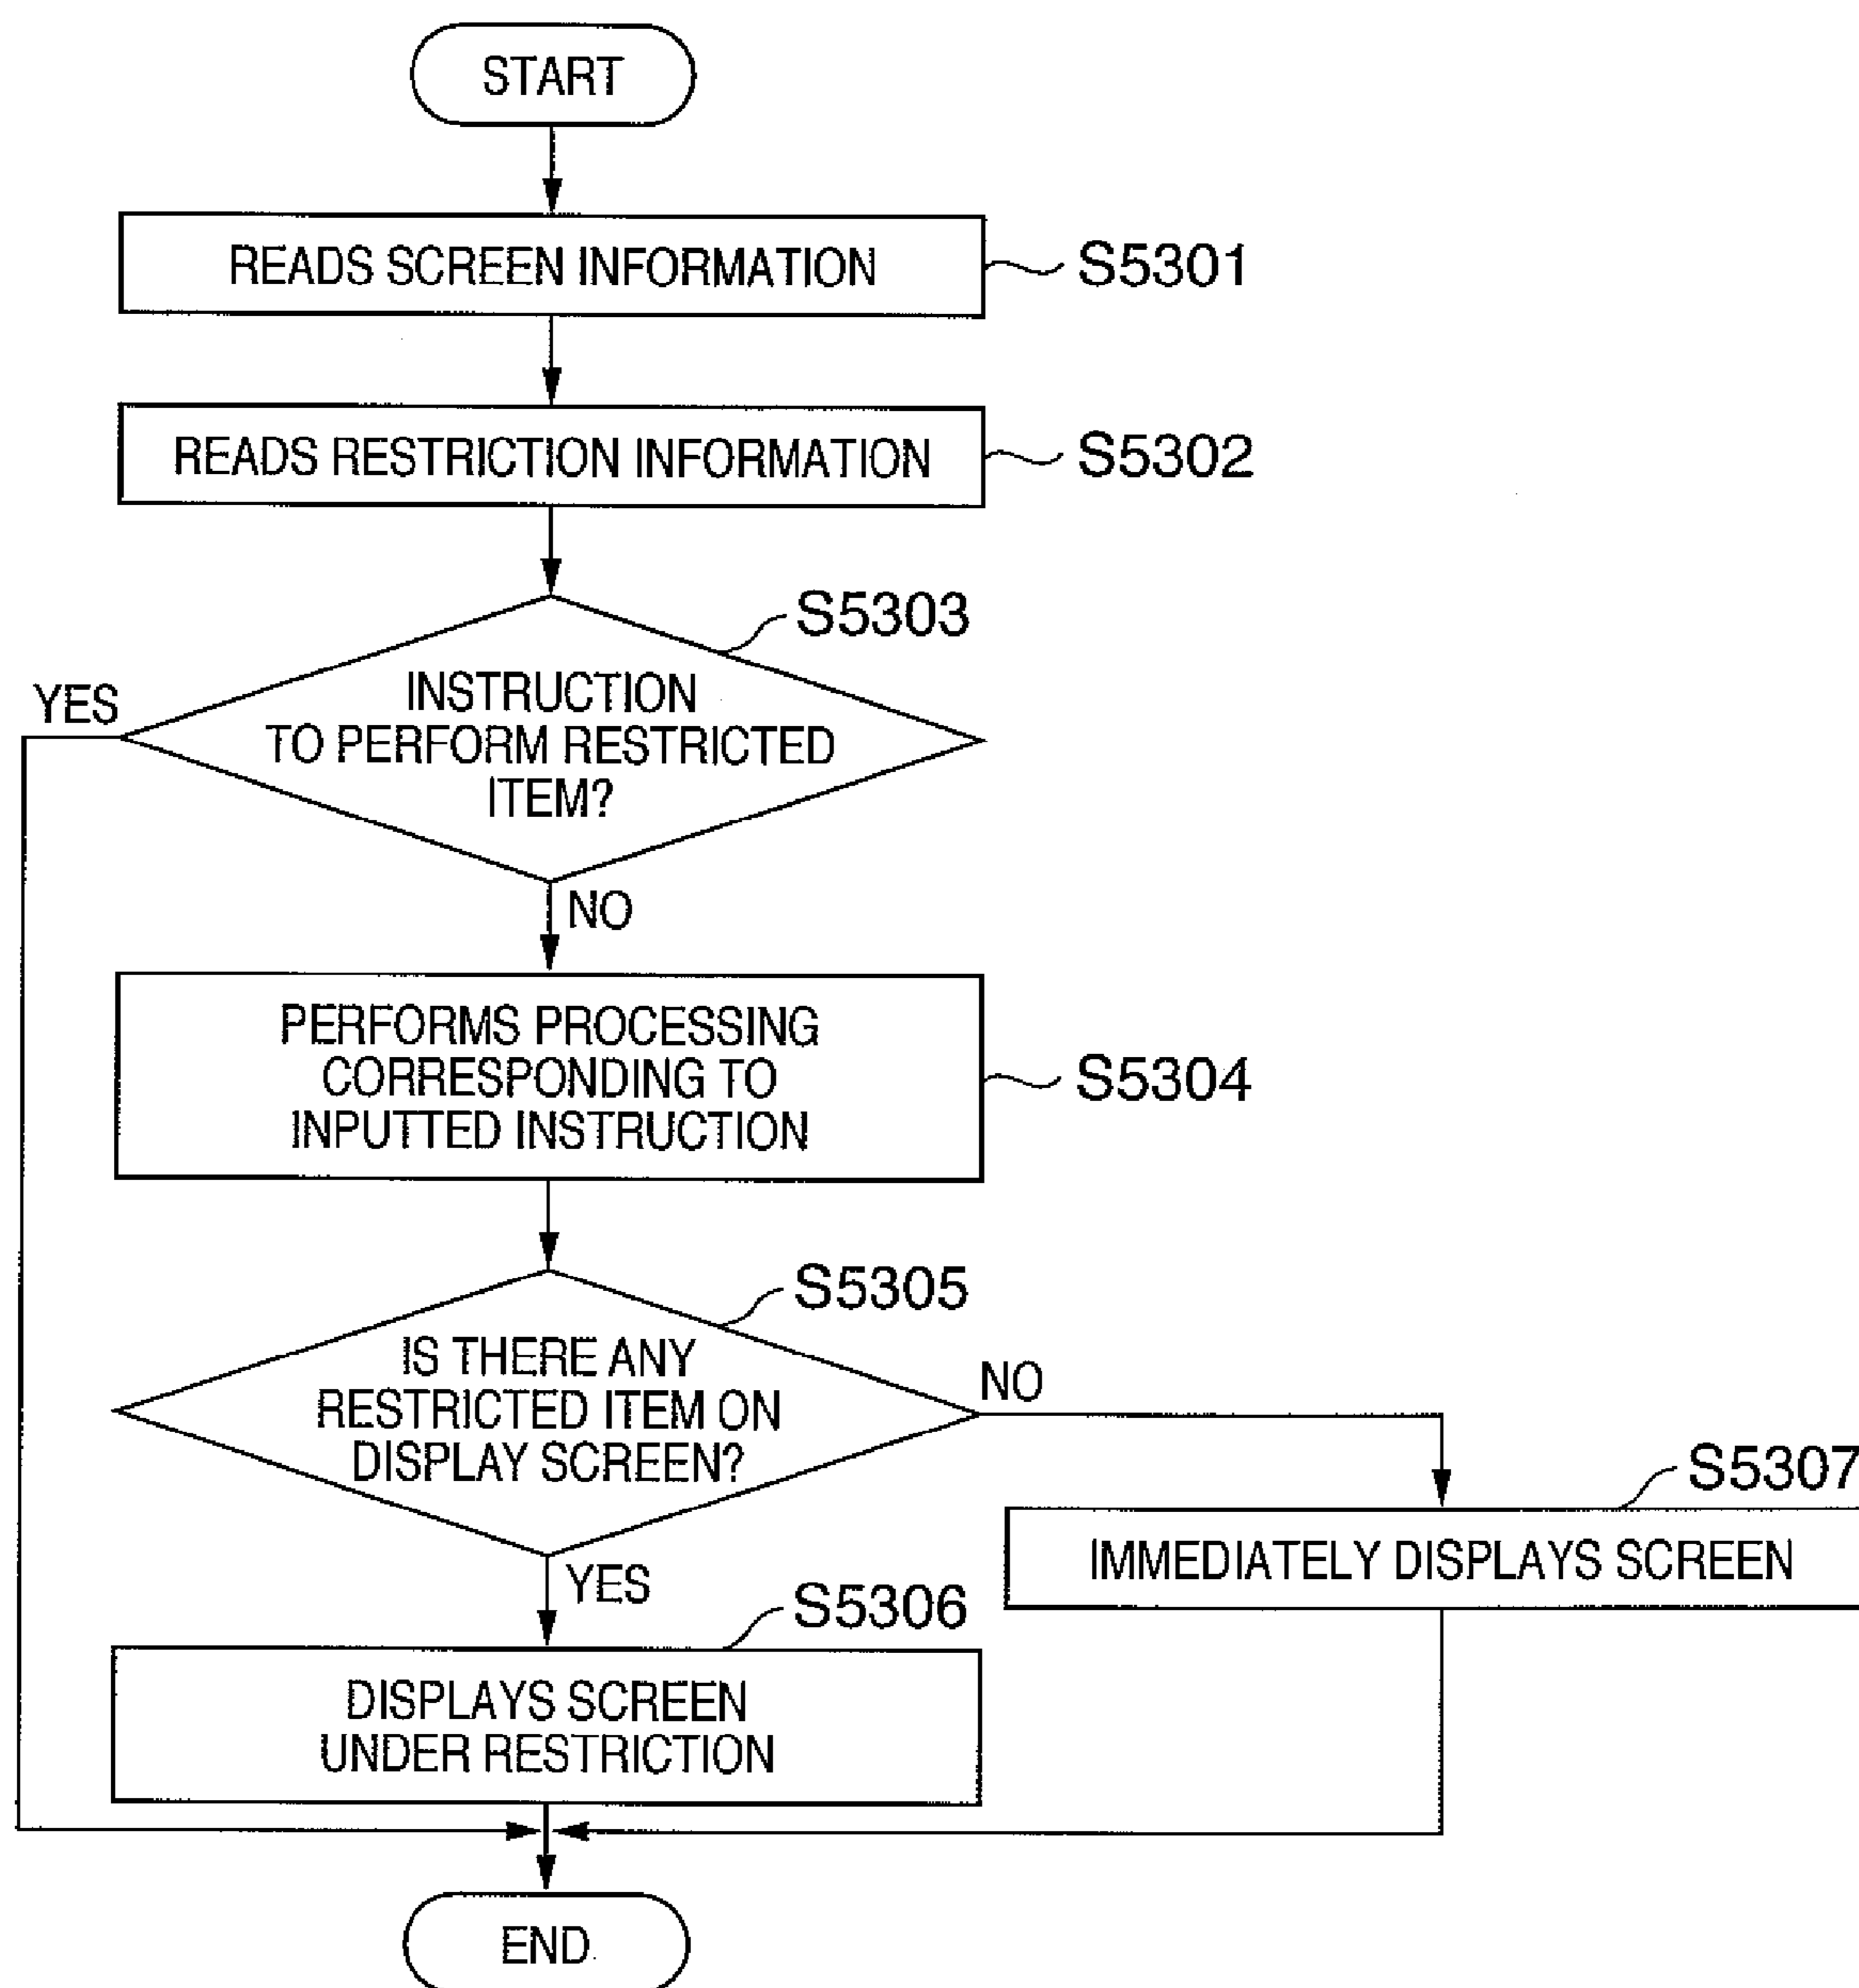 START
READS SCREEN INFORMATION
S5301
READS RESTRICTION INFORMATION
S5302
S5303
YES
INSTRUCTION
TO PERFORM RESTRICTED
ITEM?
NO
PERFORMS PROCESSING
CORRESPONDING TO
INPUTTED INSTRUCTION
S5304
S5305
IS THERE ANY
RESTRICTED ITEM ON
DISPLAY SCREEN?
NO
S5307
IMMEDIATELY DISPLAYS SCREEN
YES
S5306
DISPLAYS SCREEN
UNDER RESTRICTION
END